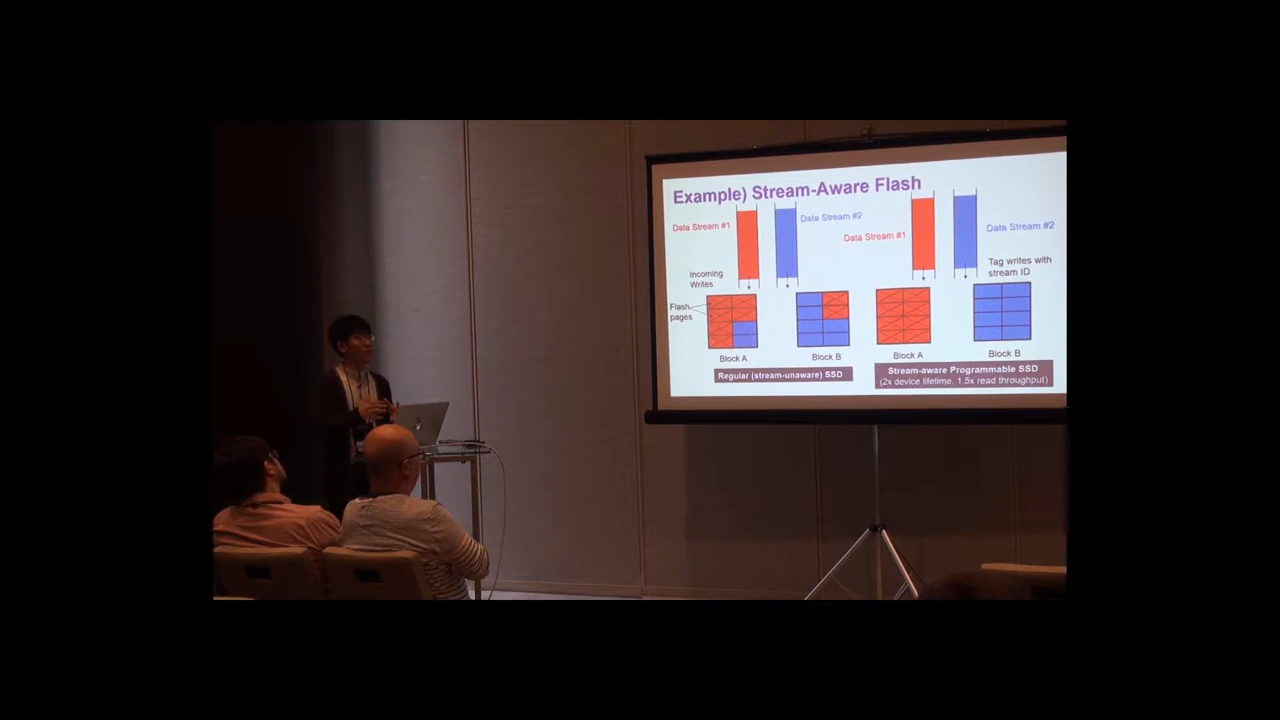 Example) Stream-Aware Flash
Data Stream #1
Data Stream #2
Incoming
Writes
Flash
pages
Block A
Block B
Regular (stream-unaware) SSD
Data Stream #1
Data Stream #2
Tag writes with
stream ID
Block A
Block B
Stream-aware Programmable SSD
(2x device lifetime, 1.5x read throughput)